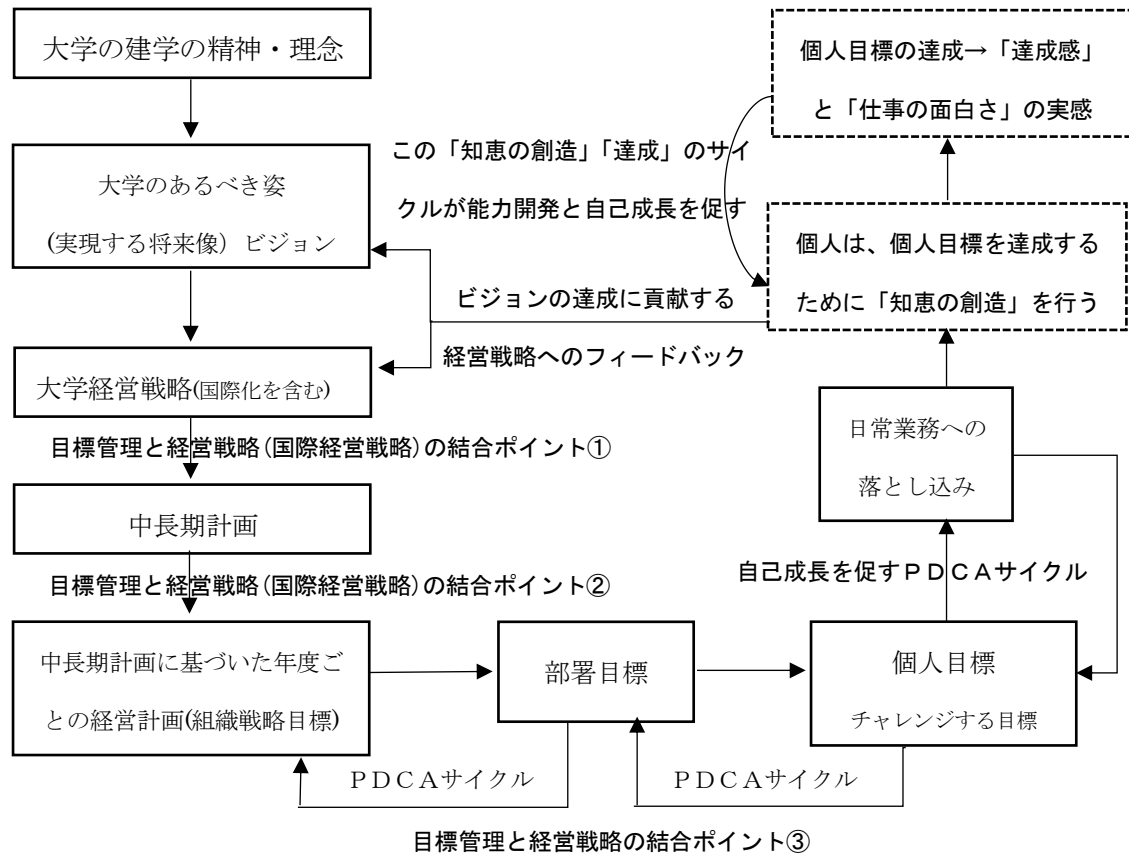 大学の建学の精神・理念
大学のあるべき姿
(実現する将来像) ビジョン
大学経営戦略(国際化を含む)
目標管理と経営戦略(国際経営戦略)の結合ポイント①
中長期計画
目標管理と経営戦略(国際経営戦略)の結合ポイント②
中長期計画に基づいた年度ご
との経営計画(組織戦略目標)
部署目標
個人目標
チャレンジする目標
PDCAサイクル
PDCAサイクル
目標管理と経営戦略の結合ポイント③
自己成長を促すPDCAサイクル
日常業務への
落とし込み
個人は、個人目標を達成する
ために「知恵の創造」を行う
個人目標の達成→「達成感」
と「仕事の面白さ」の実感
この「知恵の創造」「達成」のサイ
クルが能力開発と自己成長を促す
ビジョンの達成に貢献する
経営戦略へのフィードバック